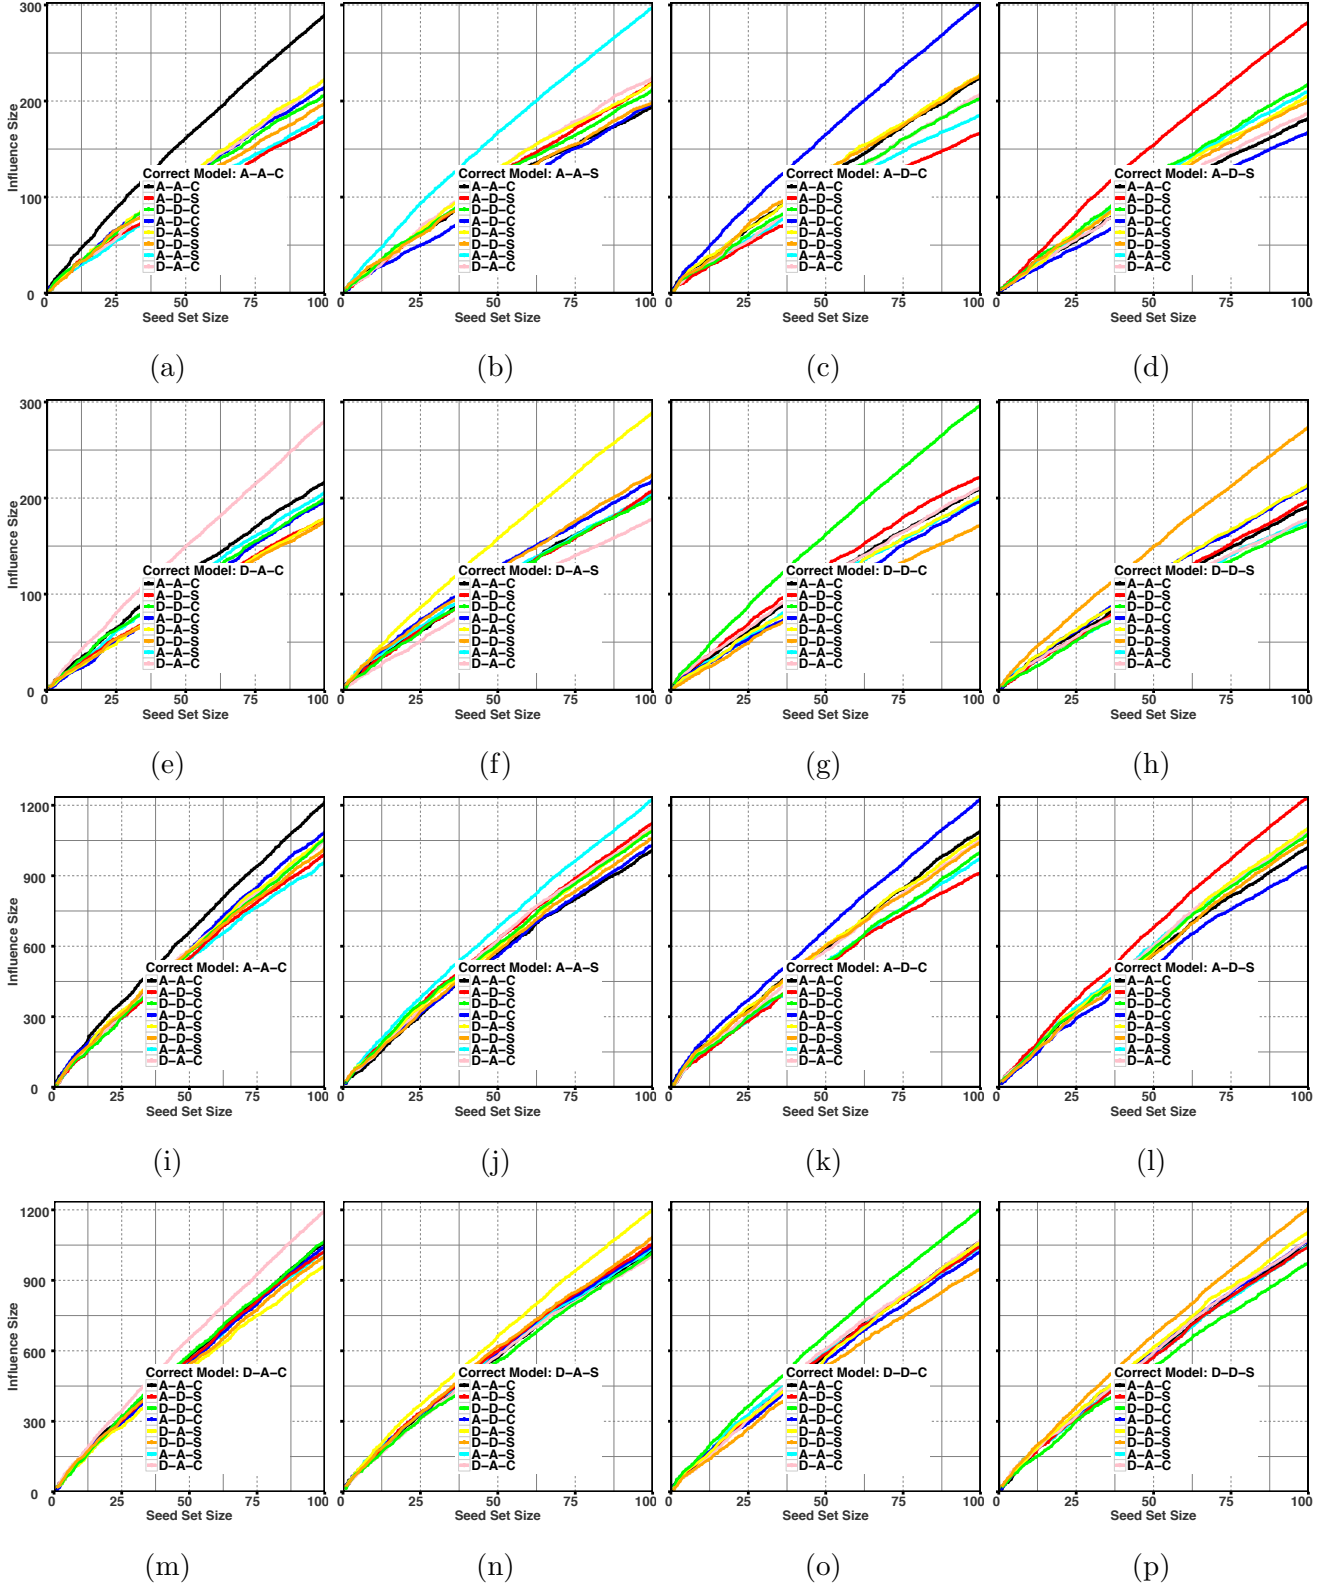 300
200
100
0
Influence Size
Correct Model: A–A–C
A–A–C
A–D–S
D–D–C
A–D–C
D–A–S
D–D–S
A–A–S
D–A–C
0 25 50 75 100
Seed Set Size
(a)
Correct Model: A–A–S
A–A–C
A–D–S
D–D–C
A–D–C
D–A–S
D–D–S
A–A–S
D–A–C
0 25 50 75 100
Seed Set Size
(b)
Correct Model: A–D–C
A–A–C
A–D–S
D–D–C
A–D–C
D–A–S
D–D–S
A–A–S
D–A–C
0 25 50 75 100
Seed Set Size
(c)
Correct Model: A–D–S
A–A–C
A–D–S
D–D–C
A–D–C
D–A–S
D–D–S
A–A–S
D–A–C
0 25 50 75 100
Seed Set Size
(d)
300
200
100
0
Influence Size
Correct Model: D–A–C
A–A–C
A–D–S
D–D–C
A–D–C
D–A–S
D–D–S
A–A–S
D–A–C
0 25 50 75 100
Seed Set Size
(e)
Correct Model: D–A–S
A–A–C
A–D–S
D–D–C
A–D–C
D–A–S
D–D–S
A–A–S
D–A–C
0 25 50 75 100
Seed Set Size
(f)
Correct Model: D–D–C
A–A–C
A–D–S
D–D–C
A–D–C
D–A–S
D–D–S
A–A–S
D–A–C
0 25 50 75 100
Seed Set Size
(g)
Correct Model: D–D–S
A–A–C
A–D–S
D–D–C
A–D–C
D–A–S
D–D–S
A–A–S
D–A–C
0 25 50 75 100
Seed Set Size
(h)
1200
900
600
300
0
Influence Size
Correct Model: A–A–C
A–A–C
A–D–S
D–D–C
A–D–C
D–A–S
D–D–S
A–A–S
D–A–C
0 25 50 75 100
Seed Set Size
(i)
Correct Model: A–A–S
A–A–C
A–D–S
D–D–C
A–D–C
D–A–S
D–D–S
A–A–S
D–A–C
0 25 50 75 100
Seed Set Size
(j)
Correct Model: A–D–C
A–A–C
A–D–S
D–D–C
A–D–C
D–A–S
D–D–S
A–A–S
D–A–C
0 25 50 75 100
Seed Set Size
(k)
Correct Model: A–D–S
A–A–C
A–D–S
D–D–C
A–D–C
D–A–S
D–D–S
A–A–S
D–A–C
0 25 50 75 100
Seed Set Size
(l)
1200
900
600
300
0
Influence Size
Correct Model: D–A–C
A–A–C
A–D–S
D–D–C
A–D–C
D–A–S
D–D–S
A–A–S
D–A–C
0 25 50 75 100
Seed Set Size
(m)
Correct Model: D–A–S
A–A–C
A–D–S
D–D–C
A–D–C
D–A–S
D–D–S
A–A–S
D–A–C
0 25 50 75 100
Seed Set Size
(n)
Correct Model: D–D–C
A–A–C
A–D–S
D–D–C
A–D–C
D–A–S
D–D–S
A–A–S
D–A–C
0 25 50 75 100
Seed Set Size
(o)
Correct Model: D–D–S
A–A–C
A–D–S
D–D–C
A–D–C
D–A–S
D–D–S
A–A–S
D–A–C
0 25 50 75 100
Seed Set Size
(p)